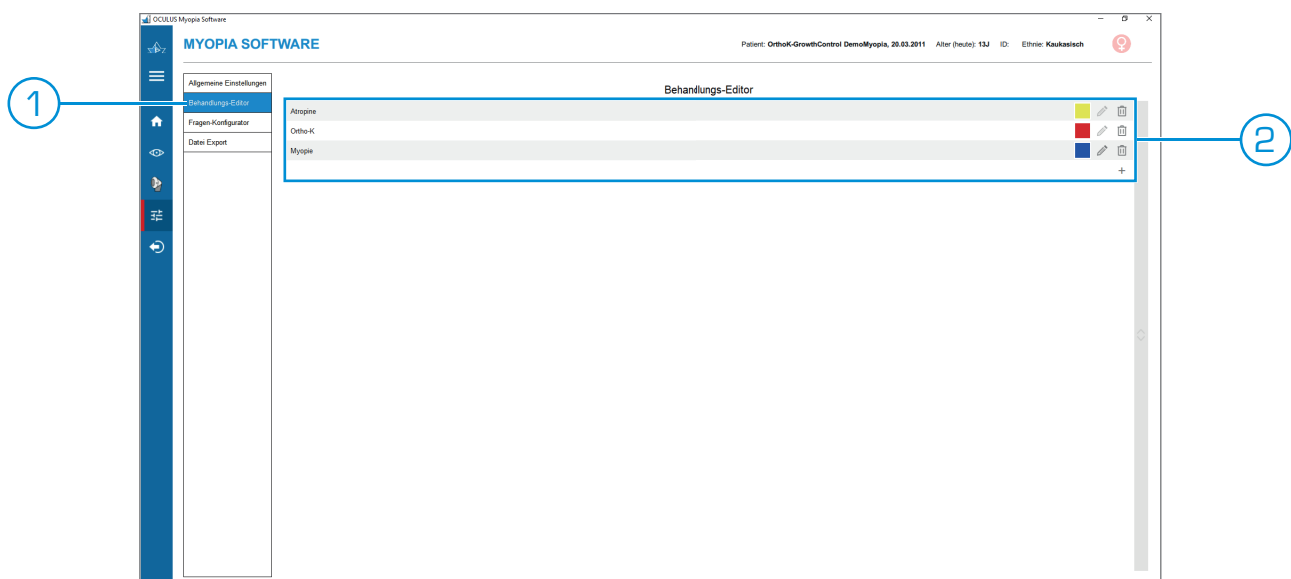 OCULUS Myopia Software
MYOPIA SOFTWARE
Patient: OrthoK-GrowthControl DemoMyopia, 20.03.2011 Alter (heute): 13J ID: Ethnie: Kaukasisch
Allgemeine Einstellungen
Behandlungs-Editor
Fragen-Konfigurator
Datei Export
Behandlungs-Editor
Atropine
Ortho-K
Myopie
+
1
2